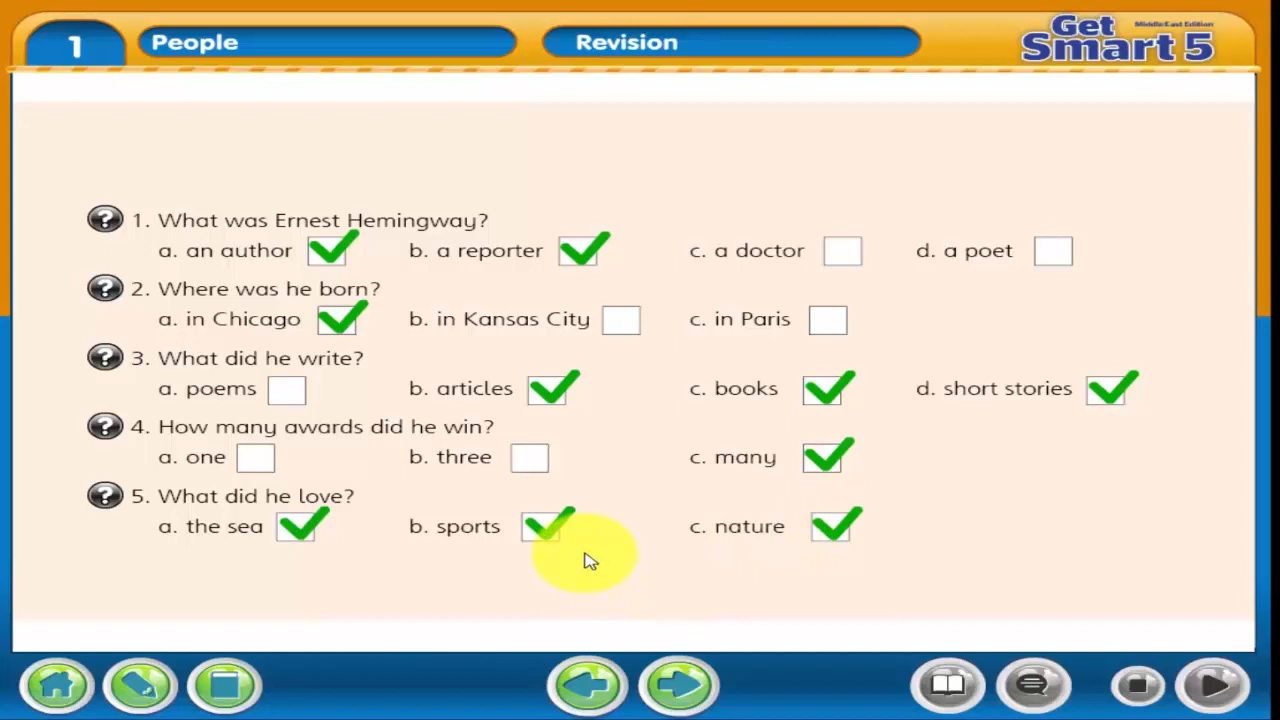 1 People Revision Get Smart 5 Middle East Edition
1. What was Ernest Hemingway?
a. an author b. a reporter c. a doctor d. a poet
2. Where was he born?
a. in Chicago b. in Kansas City c. in Paris
3. What did he write?
a. poems b. articles c. books d. short stories
4. How many awards did he win?
a. one b. three c. many
5. What did he love?
a. the sea b. sports c. nature